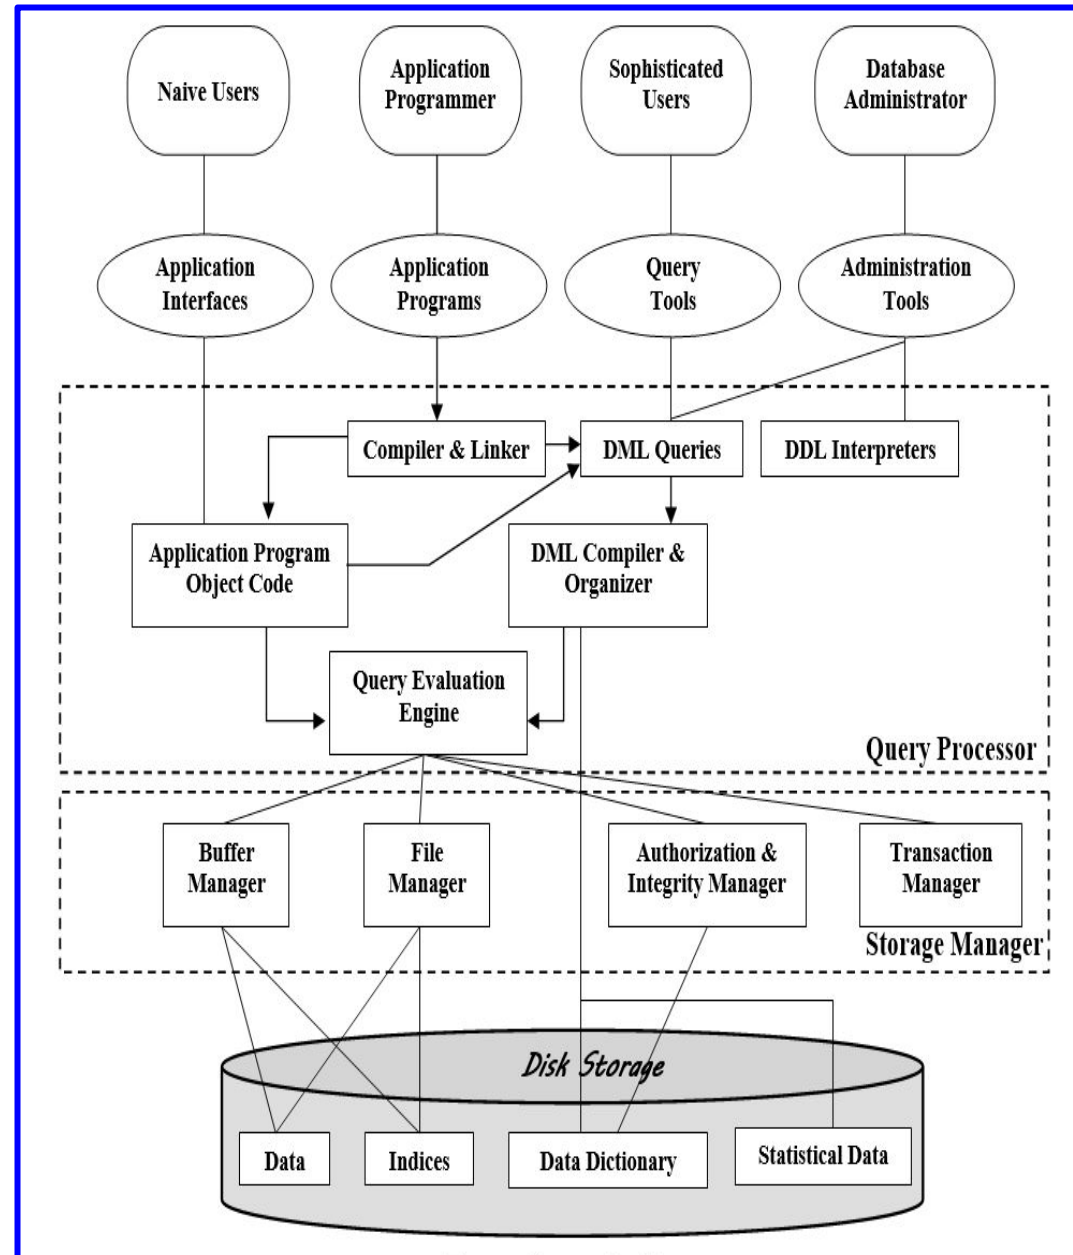 Naive Users
Application
Programmer
Sophisticated
Users
Database
Administrator
Application
Interfaces
Application
Programs
Query
Tools
Administration
Tools
Compiler & Linker
DML Queries
DDL Interpreters
Application Program
Object Code
DML Compiler &
Organizer
Query Evaluation
Engine
Query Processor
Buffer
Manager
File
Manager
Authorization &
Integrity Manager
Transaction
Manager
Storage Manager
Disk Storage
Data
Indices
Data Dictionary
Statistical Data